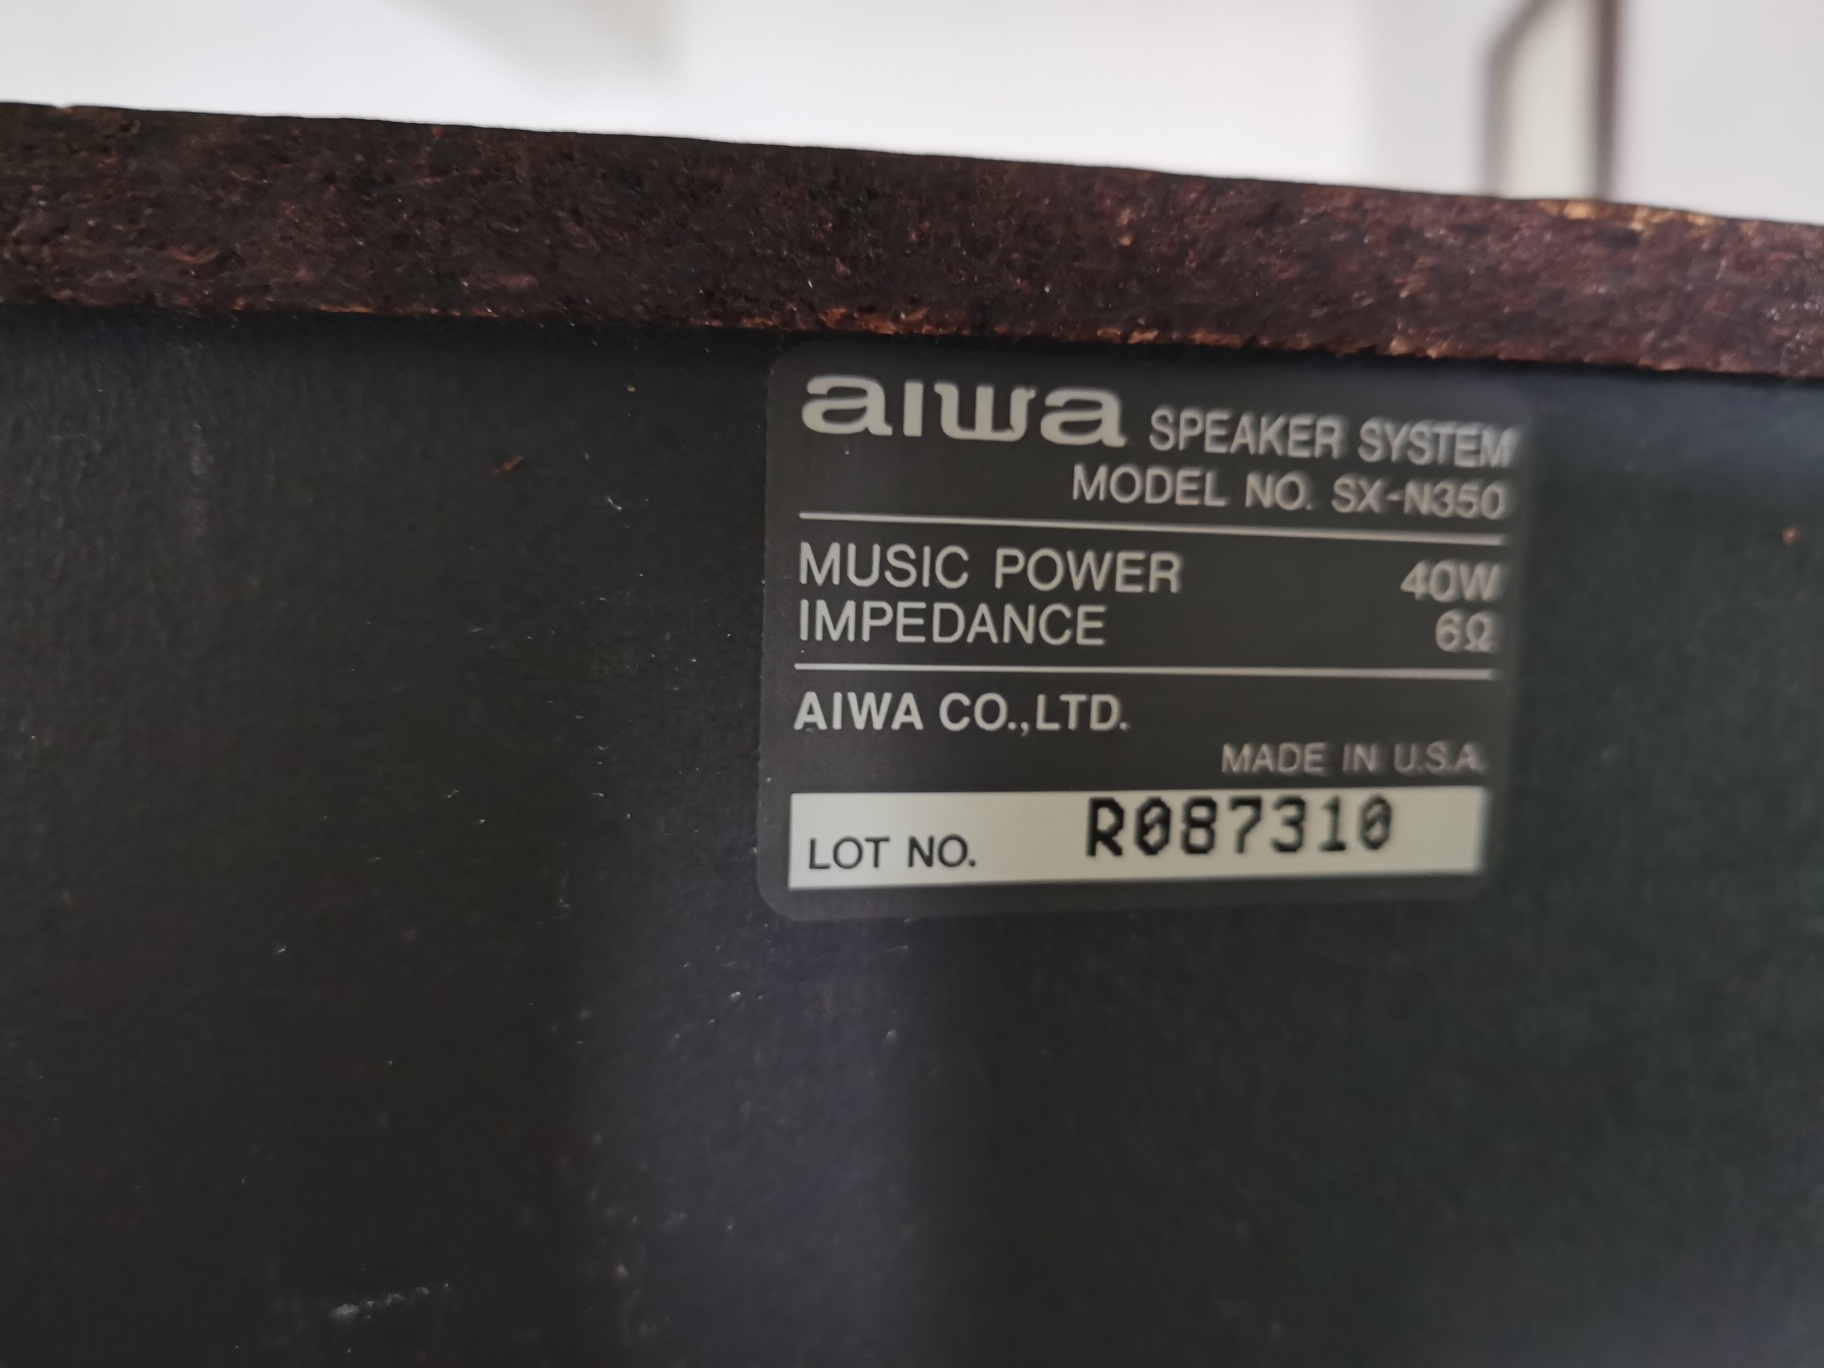 aiwa SPEAKER SYSTEM
MODEL NO. SX-N350
MUSIC POWER 40W
IMPEDANCE 6Ω
AIWA CO.,LTD.
MADE IN U.S.A.
LOT NO. R087310